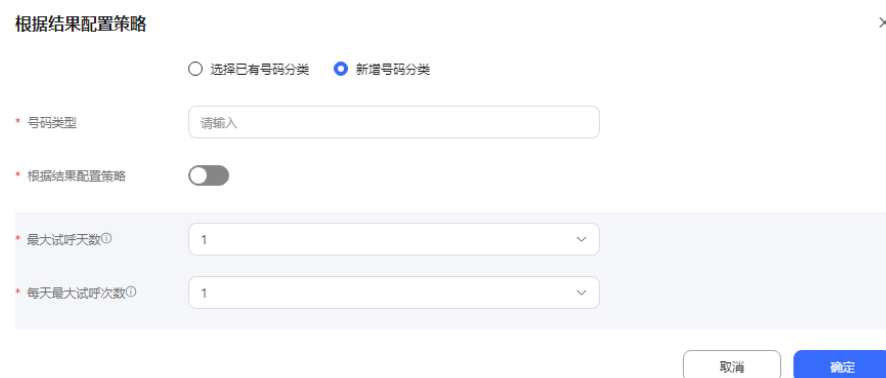 根据结果配置策略
选择已有号码分类 新增号码分类
* 号码类型 请输入
* 根据结果配置策略
* 最大试呼天数 1
* 每天最大试呼次数 1
取消 确定